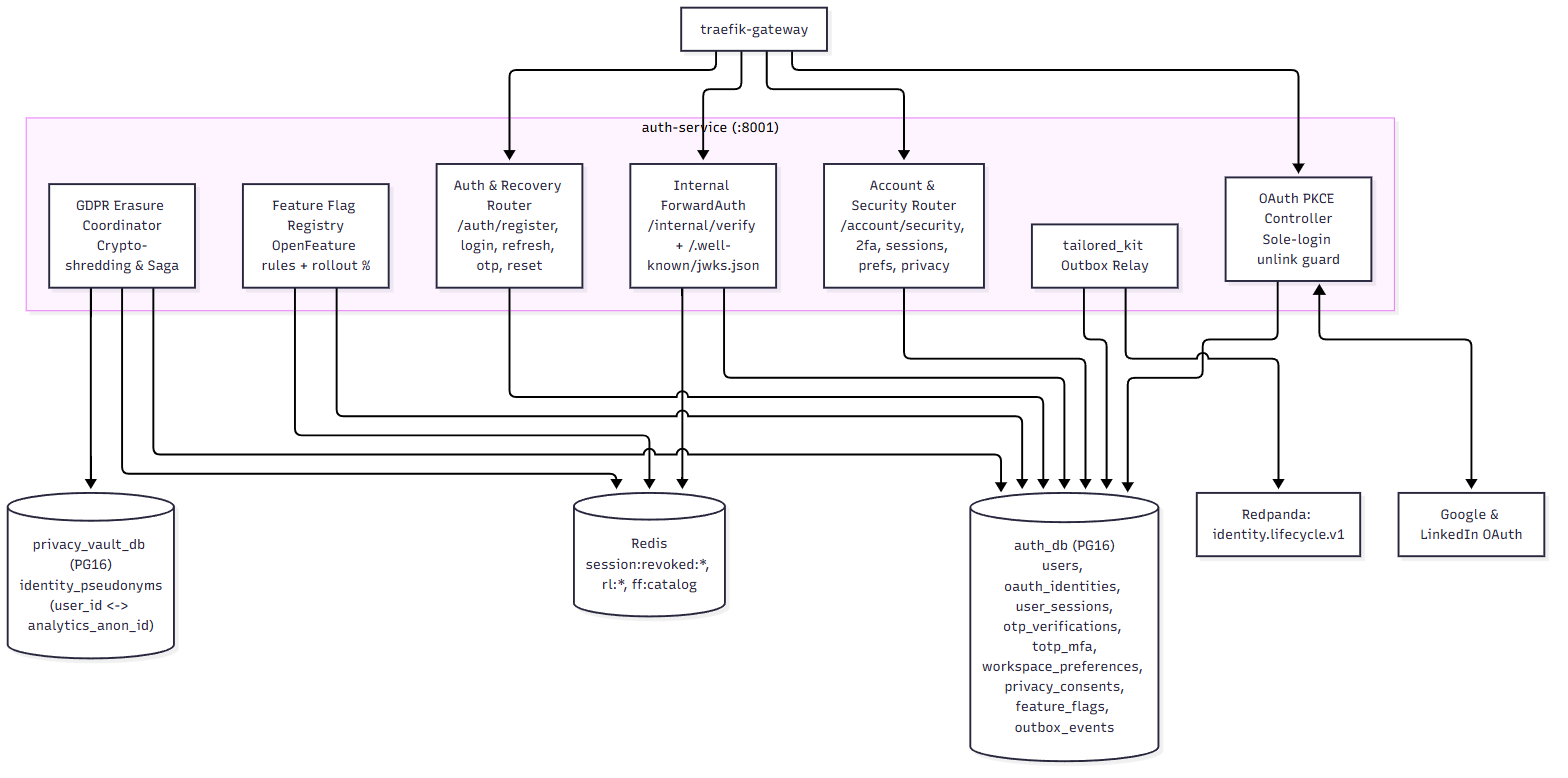 traefik-gateway
auth-service (:8001)
GDPR Erasure
Coordinator
Crypto-
shredding & Saga
Feature Flag
Registry
OpenFeature
rules + rollout %
Auth & Recovery
Router
/auth/register,
login, refresh,
otp, reset
Internal
ForwardAuth
/internal/verify
+ /.well-
known/jwks.json
Account &
Security Router
/account/security,
2fa, sessions,
prefs, privacy
tailored_kit
Outbox Relay
OAuth PKCE
Controller
Sole-login
unlink guard
privacy_vault_db
(PG16)
identity_pseudonyms
(user_id <->
analytics_anon_id)
Redis
session:revoked:*,
rl:*, ff:catalog
auth_db (PG16)
users,
oauth_identities,
user_sessions,
otp_verifications,
totp_mfa,
workspace_preferences,
privacy_consents,
feature_flags,
outbox_events
Redpanda:
identity.lifecycle.v1
Google &
LinkedIn OAuth